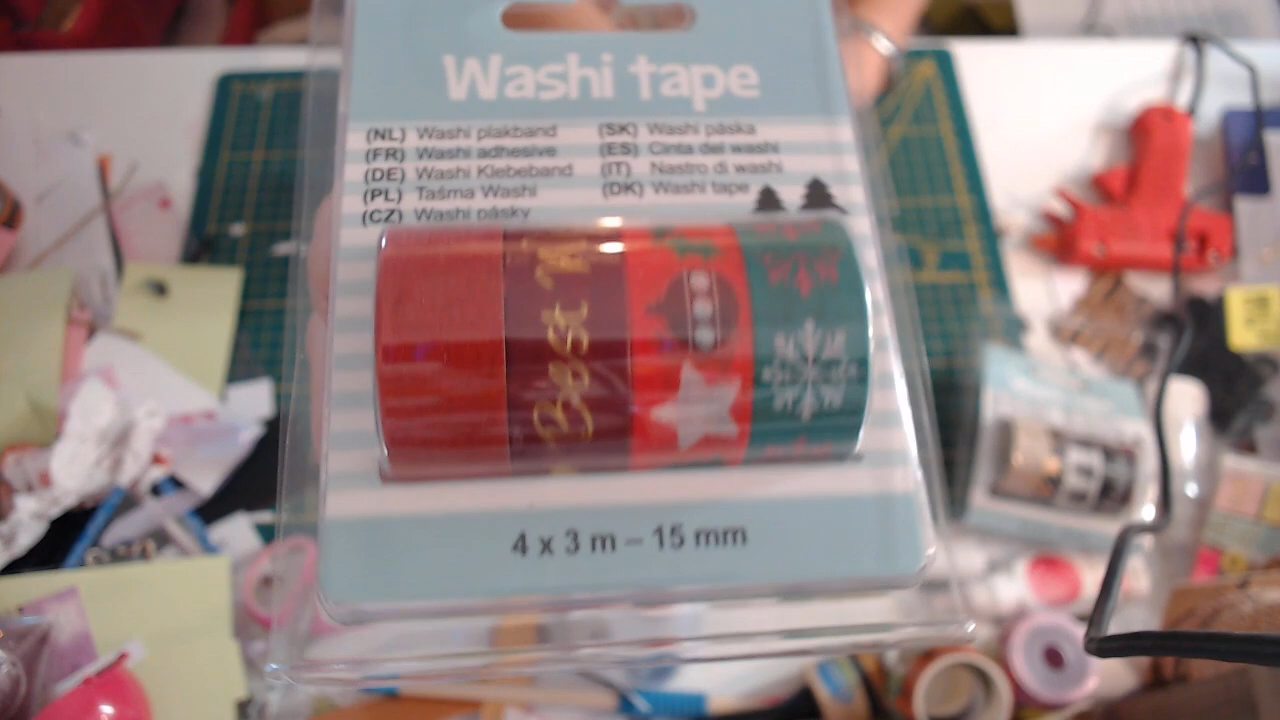 Washi tape
(NL) Washi plakband
(FR) Washi adhesive
(DE) Washi Klebeband
(PL) Taśma Washi
(CZ) Washi pásky
(SK) Washi páska
(ES) Cinta del washi
(IT) Nastro di washi
(DK) Washi tape
Best
4 x 3 m – 15 mm